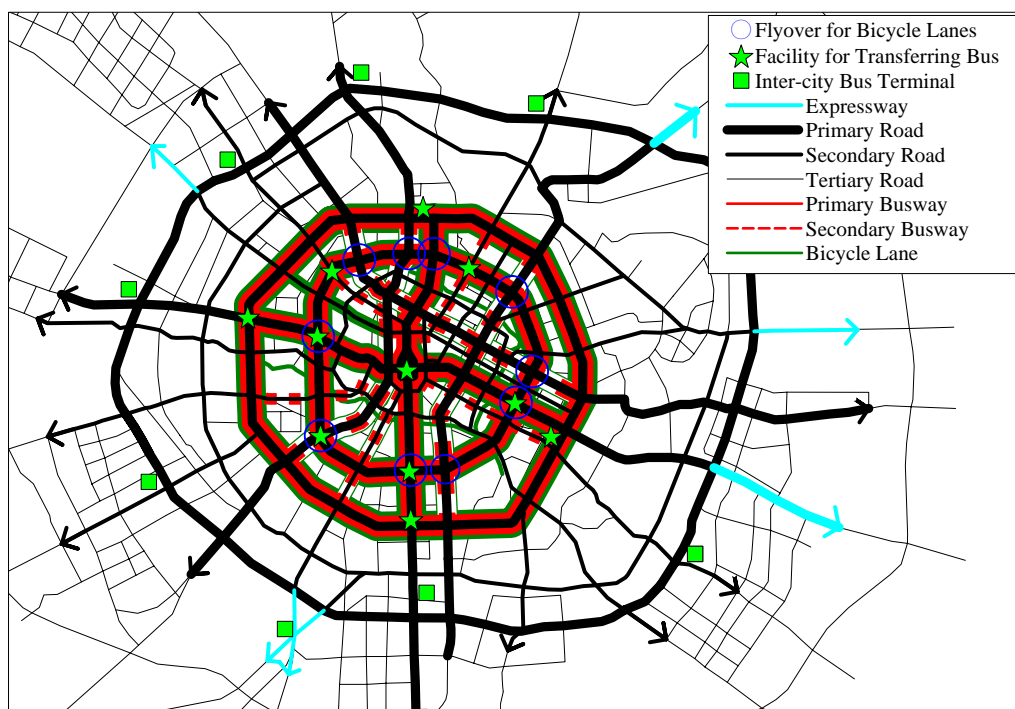 Flyover for Bicycle Lanes
Facility for Transferring Bus
Inter-city Bus Terminal
Expressway
Primary Road
Secondary Road
Tertiary Road
Primary Busway
Secondary Busway
Bicycle Lane